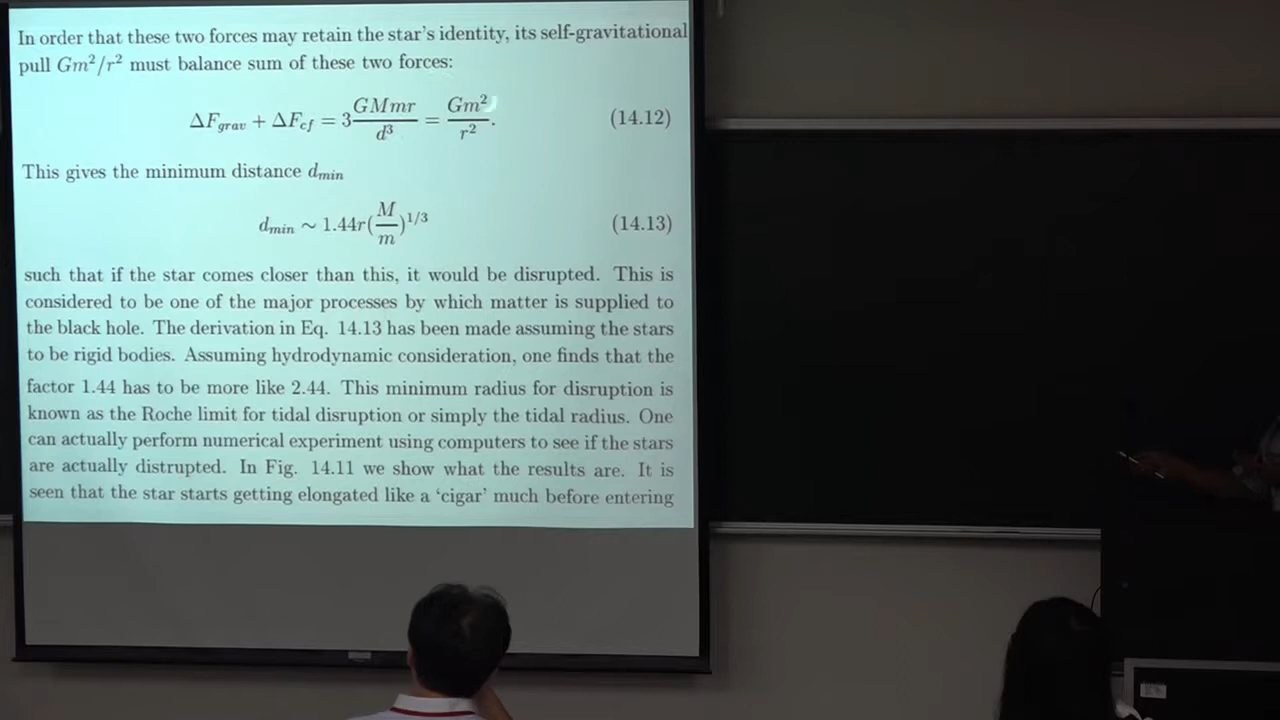 In order that these two forces may retain the star's identity, its self-gravitational
pull Gm²/r² must balance sum of these two forces:
ΔF_grav + ΔF_cf = 3 GMmr/d³ = Gm²/r². (14.12)
This gives the minimum distance d_min
d_min ∼ 1.44r(M/m)^1/3 (14.13)
such that if the star comes closer than this, it would be disrupted. This is
considered to be one of the major processes by which matter is supplied to
the black hole. The derivation in Eq. 14.13 has been made assuming the stars
to be rigid bodies. Assuming hydrodynamic consideration, one finds that the
factor 1.44 has to be more like 2.44. This minimum radius for disruption is
known as the Roche limit for tidal disruption or simply the tidal radius. One
can actually perform numerical experiment using computers to see if the stars
are actually distrupted. In Fig. 14.11 we show what the results are. It is
seen that the star starts getting elongated like a 'cigar' much before entering